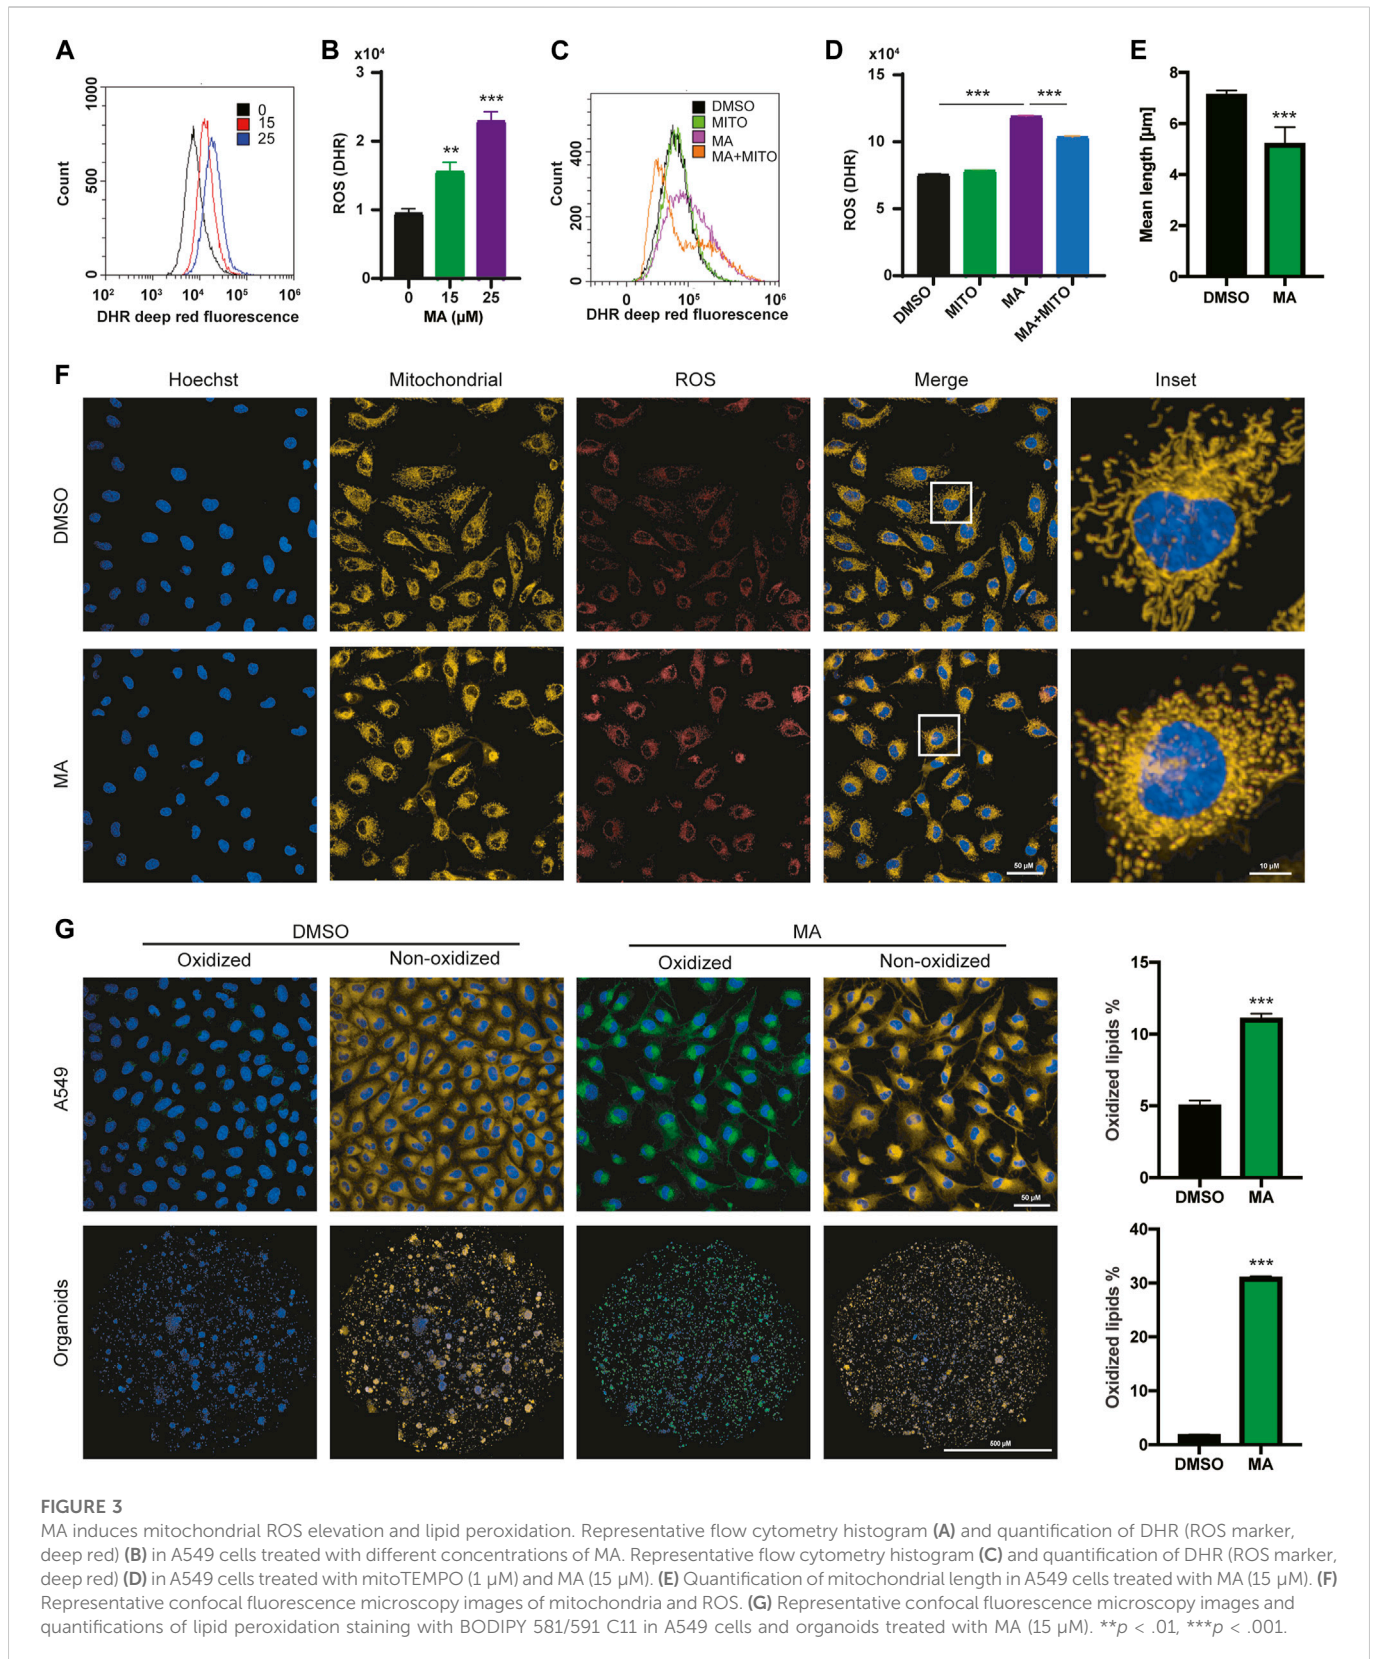 A
1000
500
0
Count
0
15
25
10² 10³ 10⁴ 10⁵ 10⁶
DHR deep red fluorescence
B
x10⁴
3
2
1
0
ROS (DHR)
**
***
0 15 25
MA (µM)
C
400
200
0
Count
DMSO
MITO
MA
MA+MITO
0 10⁵ 10⁶
DHR deep red fluorescence
D
x10⁴
15
10
5
0
ROS (DHR)
*** ***
DMSO MITO MA MA+MITO
E
8
6
4
2
0
Mean length [µm]
***
DMSO MA
F
Hoechst Mitochondrial ROS Merge Inset
DMSO
MA
50 µM
10 µM
G
DMSO MA
Oxidized Non-oxidized Oxidized Non-oxidized
A549
50 µM
15
10
5
0
Oxidized lipids %
***
DMSO MA
Organoids
500 µM
40
30
20
10
0
Oxidized lipids %
***
DMSO MA
FIGURE 3
MA induces mitochondrial ROS elevation and lipid peroxidation. Representative flow cytometry histogram (A) and quantification of DHR (ROS marker,
deep red) (B) in A549 cells treated with different concentrations of MA. Representative flow cytometry histogram (C) and quantification of DHR (ROS marker,
deep red) (D) in A549 cells treated with mitoTEMPO (1 µM) and MA (15 µM). (E) Quantification of mitochondrial length in A549 cells treated with MA (15 µM). (F)
Representative confocal fluorescence microscopy images of mitochondria and ROS. (G) Representative confocal fluorescence microscopy images and
quantifications of lipid peroxidation staining with BODIPY 581/591 C11 in A549 cells and organoids treated with MA (15 µM). **p < .01, ***p < .001.